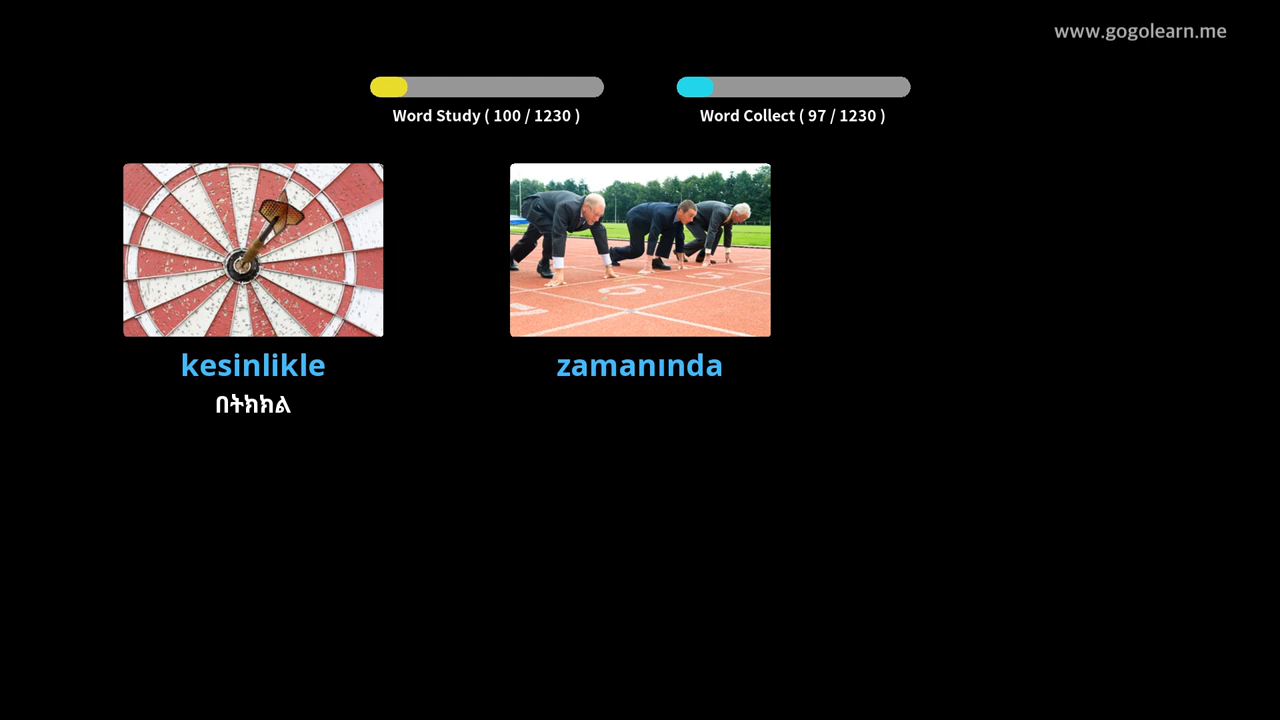 www.gogolearn.me
Word Study ( 100 / 1230 )
Word Collect ( 97 / 1230 )
kesinlikle
በትክክል
zamanında